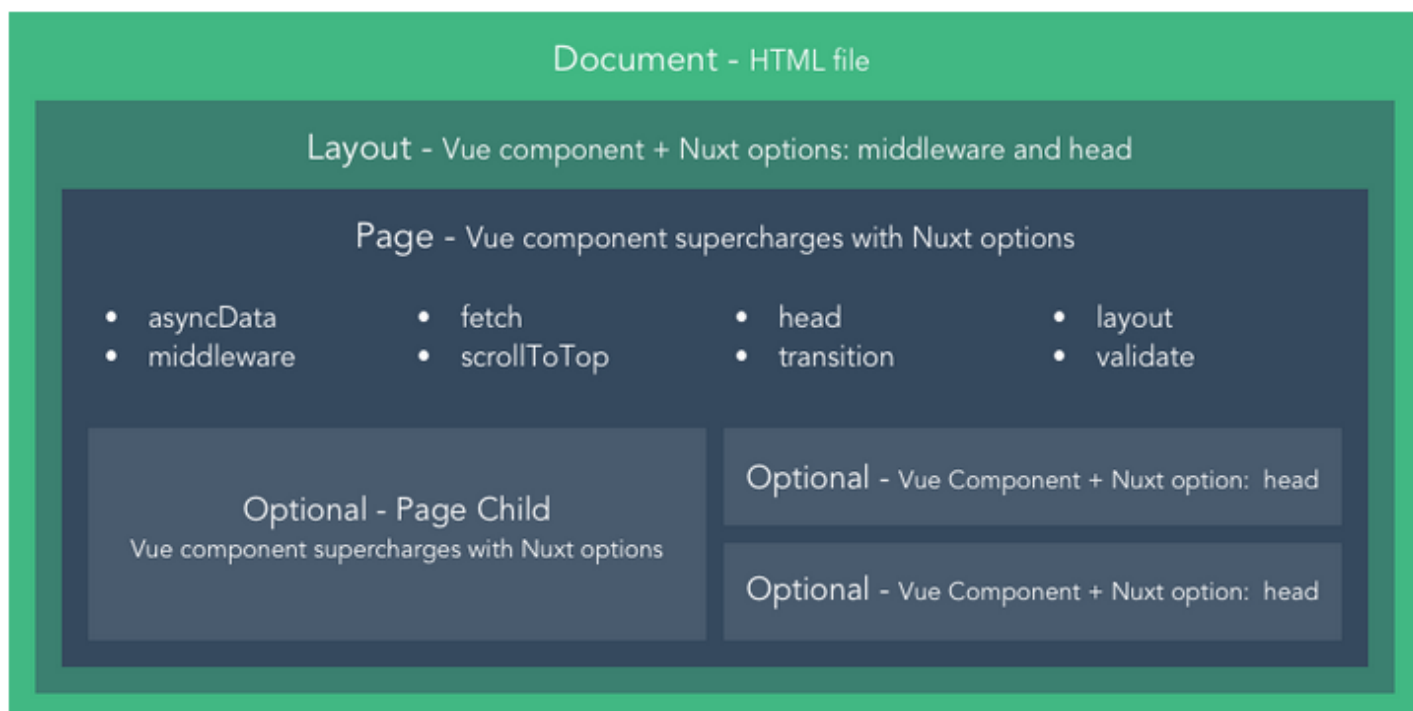 Document - HTML file
Layout - Vue component + Nuxt options: middleware and head
Page - Vue component supercharges with Nuxt options
• asyncData • fetch • head • layout
• middleware • scrollToTop • transition • validate
Optional - Page Child
Vue component supercharges with Nuxt options
Optional - Vue Component + Nuxt option: head
Optional - Vue Component + Nuxt option: head